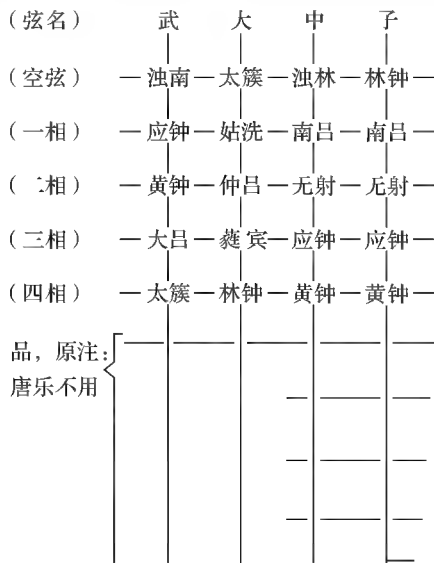 （弦名） 武 大 中 子
（空弦） 浊南 太簇 浊林 林钟
（一相） 应钟 姑洗 南吕 南吕
（二相） 黄钟 仲吕 无射 无射
（三相） 大吕 蕤宾 应钟 应钟
（四相） 太簇 林钟 黄钟 黄钟
品，原注：
唐乐不用